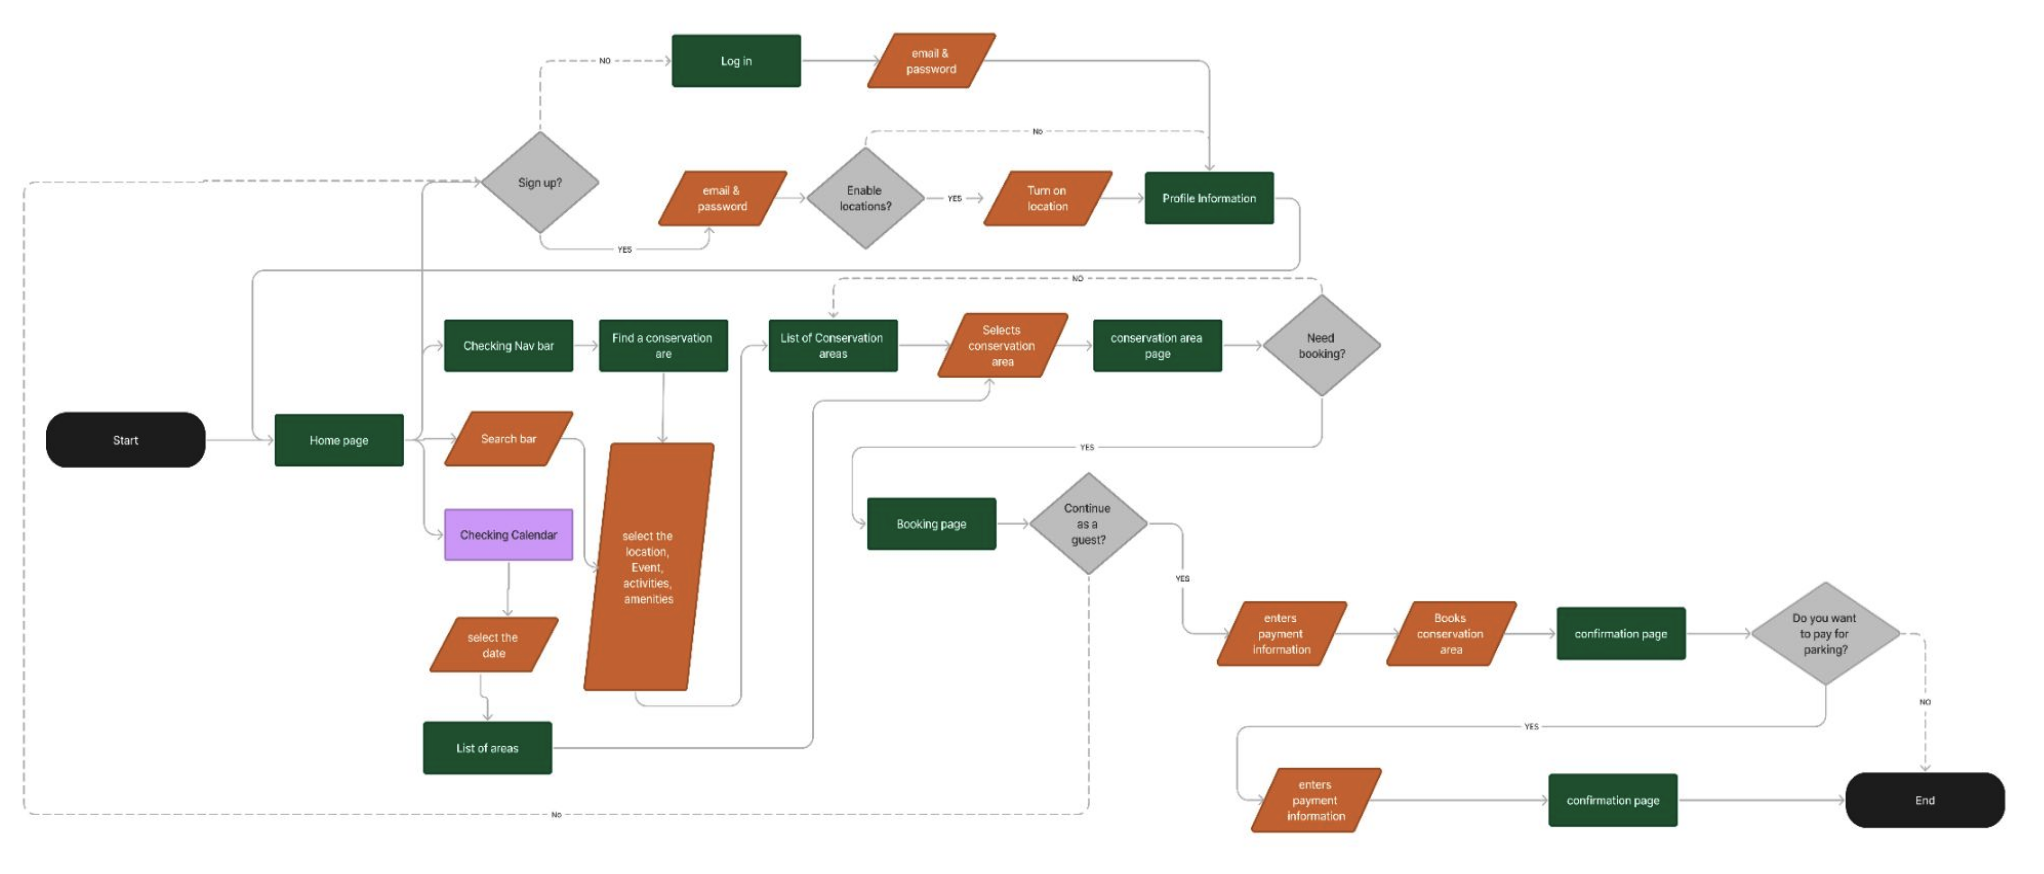 NO
Log in
email &
password
No
Sign up?
email &
password
Enable
locations?
YES
Turn on
location
Profile Information
YES
NO
Checking Nav bar
Find a conservation
are
List of Conservation
areas
Selects
conservation
area
conservation area
page
Need
booking?
Start
Home page
Search bar
YES
Checking Calendar
select the
location,
Event,
activities,
amenities
Booking page
Continue
as a
guest?
YES
select the
date
enters
payment
information
Books
conservation
area
confirmation page
Do you want
to pay for
parking?
NO
YES
List of areas
enters
payment
information
confirmation page
End
No